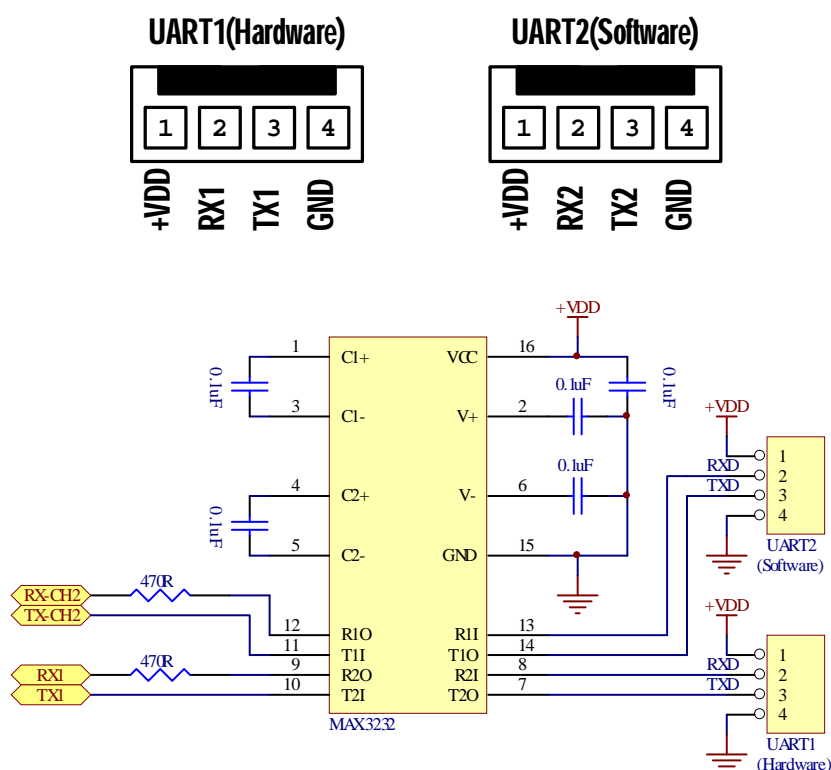 UART1(Hardware) UART2(Software)
1 2 3 4 1 2 3 4
+VDD RX1 TX1 GND +VDD RX2 TX2 GND
+VDD
1 C1+ VCC 16
0.1uF 0.1uF 0.1uF
3 C1- V+ 2
+VDD
1
RXD 2
TXD 3
4
UART2
(Software)
4 C2+ V- 6 0.1uF
0.1uF
5 C2- GND 15
RX-CH2 470R
TX-CH2
12 R1O R1I 13
11 T1I T1O 14
RX1 470R 9 R2O R2I 8
TX1 10 T2I T2O 7
MAX3232
+VDD
1
RXD 2
TXD 3
4
UART1
(Hardware)